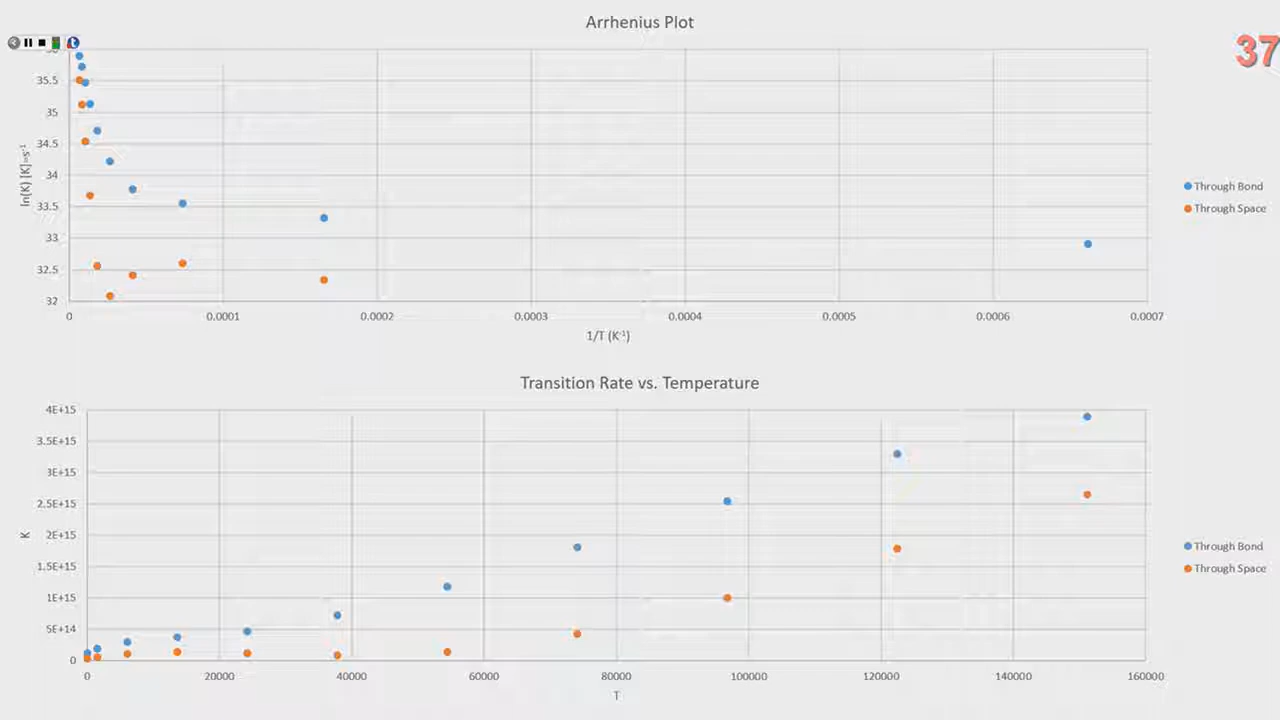 Arrhenius Plot
37
35.5
35
34.5
34
33.5
33
32.5
32
ln(K) [K]=s⁻¹
0 0.0001 0.0002 0.0003 0.0004 0.0005 0.0006 0.0007
1/T (K⁻¹)
Through Bond
Through Space
Transition Rate vs. Temperature
4E+15
3.5E+15
3E+15
2.5E+15
2E+15
1.5E+15
1E+15
5E+14
0
K
0 20000 40000 60000 80000 100000 120000 140000 160000
T
Through Bond
Through Space